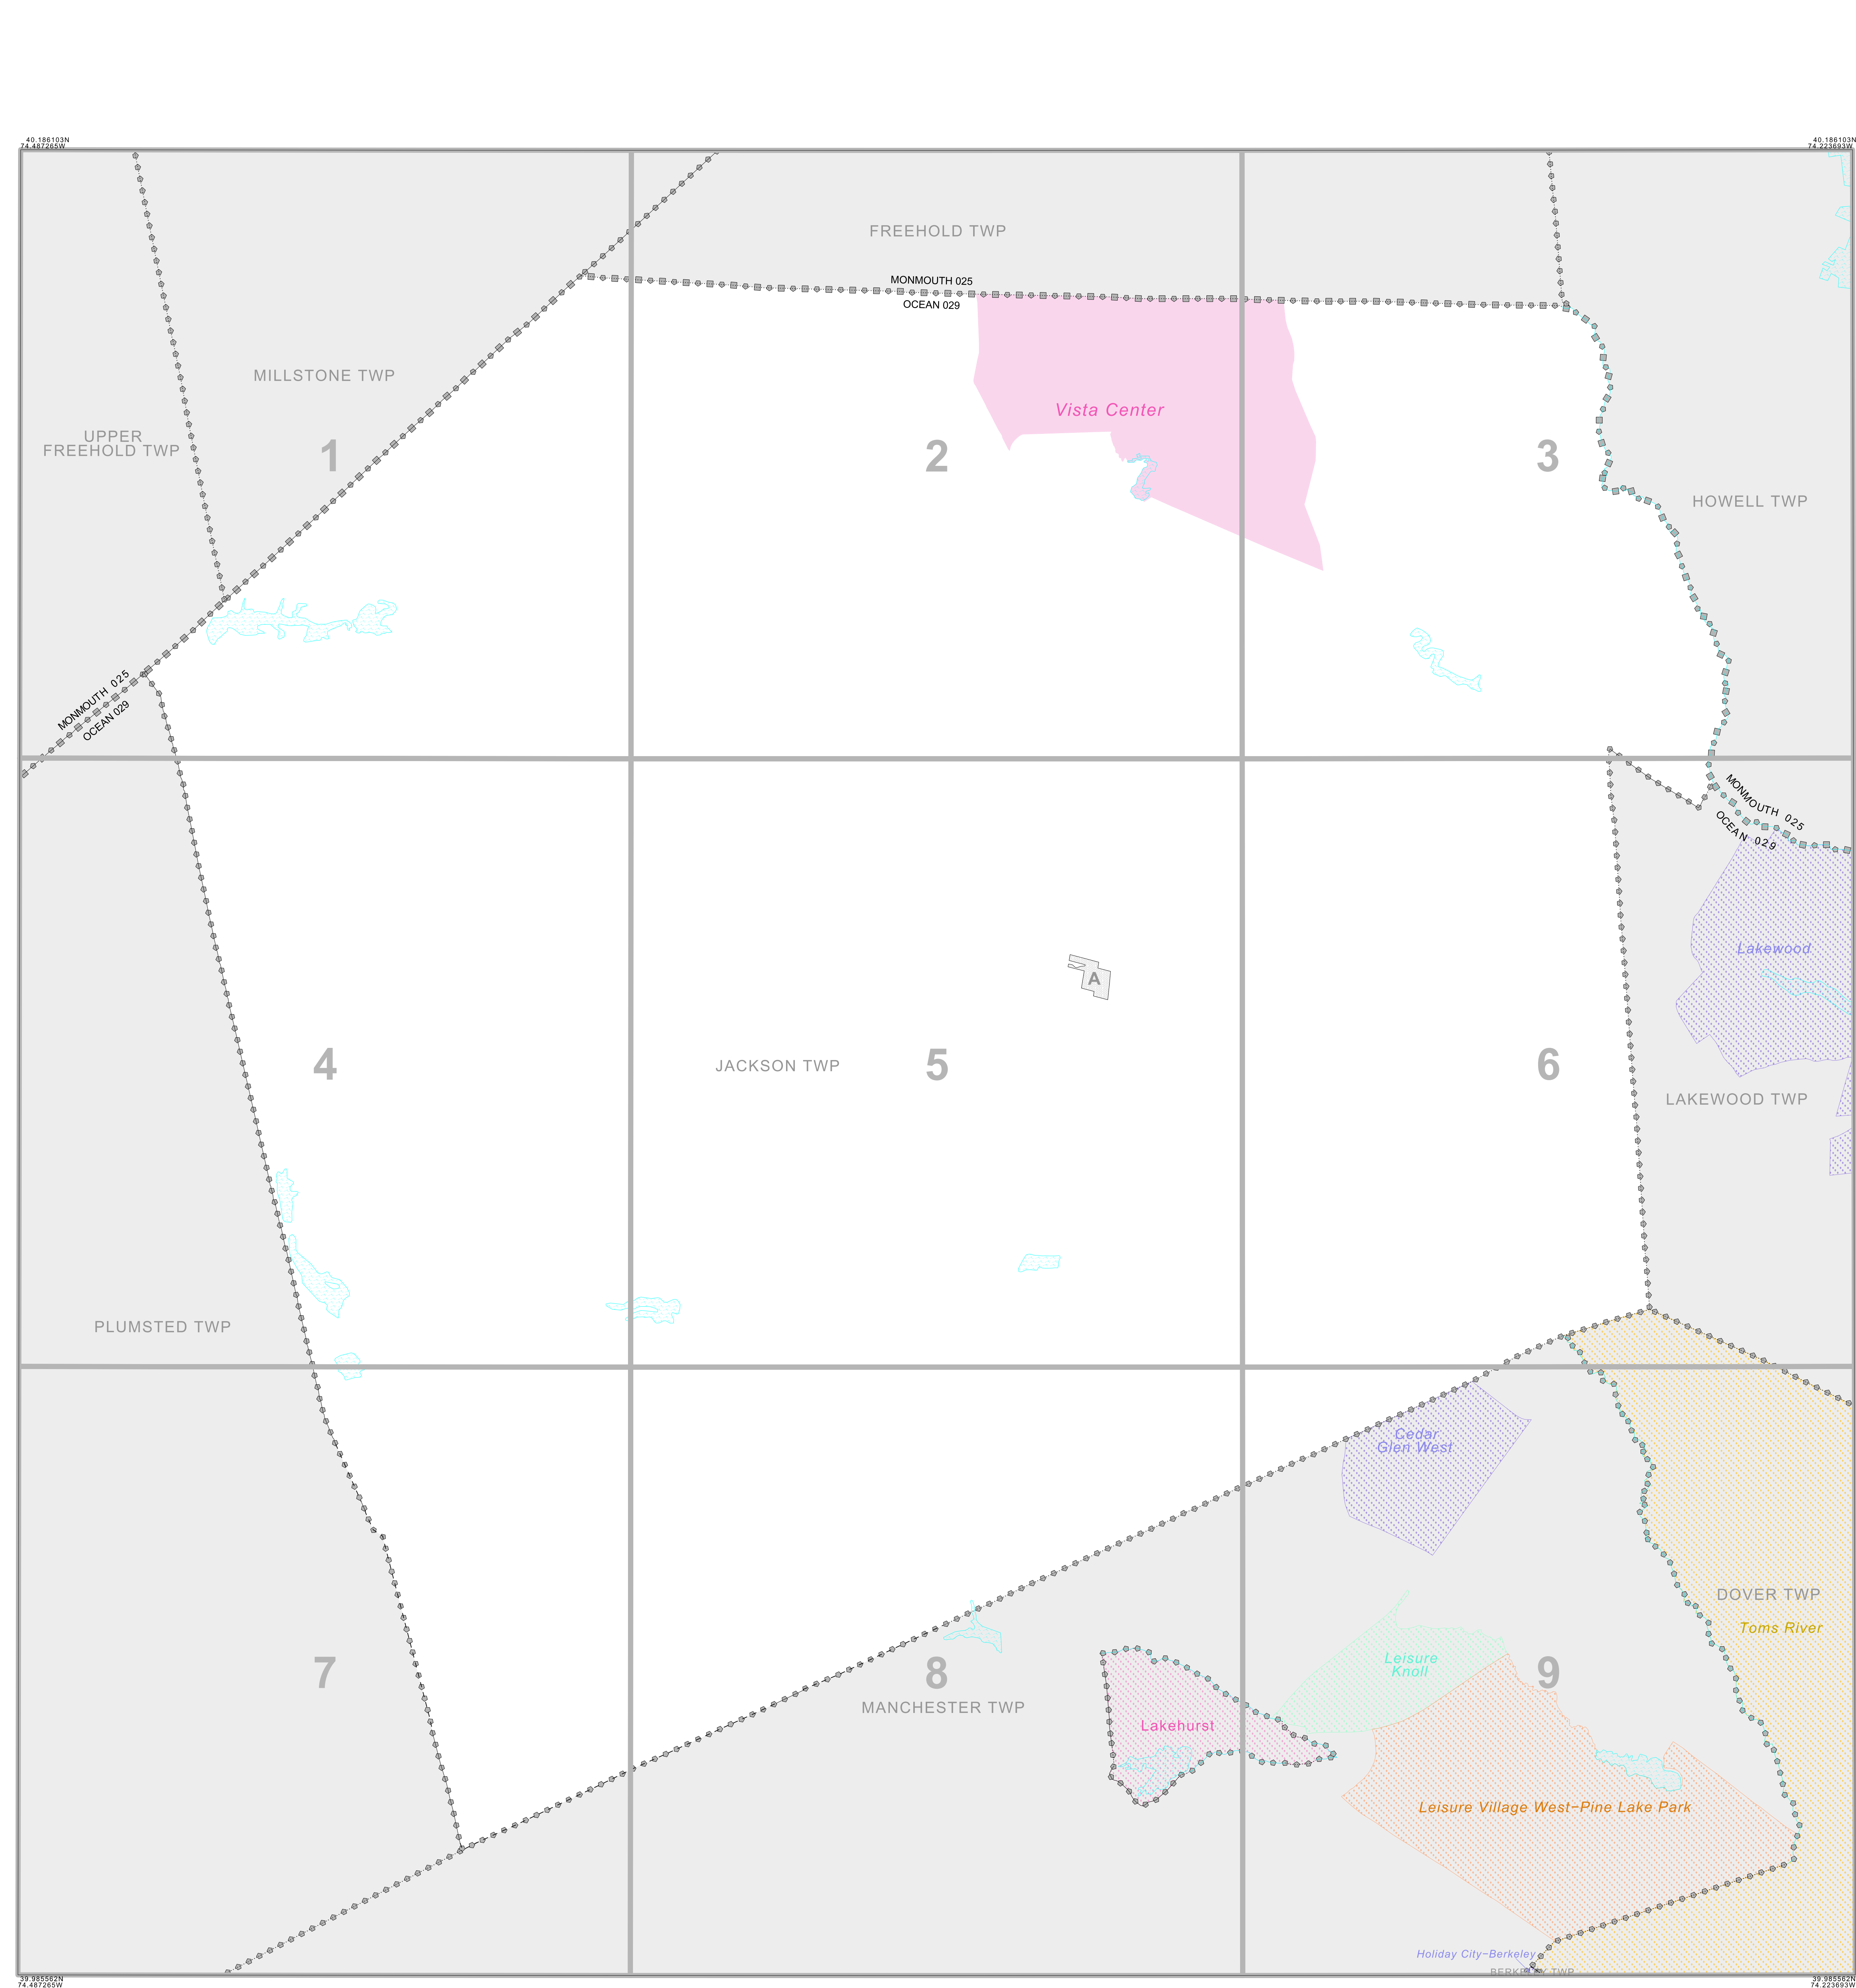 40.186103N
74.487265W
40.186103N
74.223693W
FREEHOLD TWP
MONMOUTH 025
OCEAN 029
MILLSTONE TWP
Vista Center
UPPER
FREEHOLD TWP
1
2
3
HOWELL TWP
MONMOUTH 025
OCEAN 029
MONMOUTH 025
OCEAN 029
Lakewood
A
4
JACKSON TWP
5
6
LAKEWOOD TWP
PLUMSTED TWP
Cedar
Glen West
DOVER TWP
Toms River
Leisure
Knoll
7
8
9
MANCHESTER TWP
Lakehurst
Leisure Village West-Pine Lake Park
Holiday City-Berkeley
BERKELEY TWP
39.985562N
74.487265W
39.985562N
74.223693W